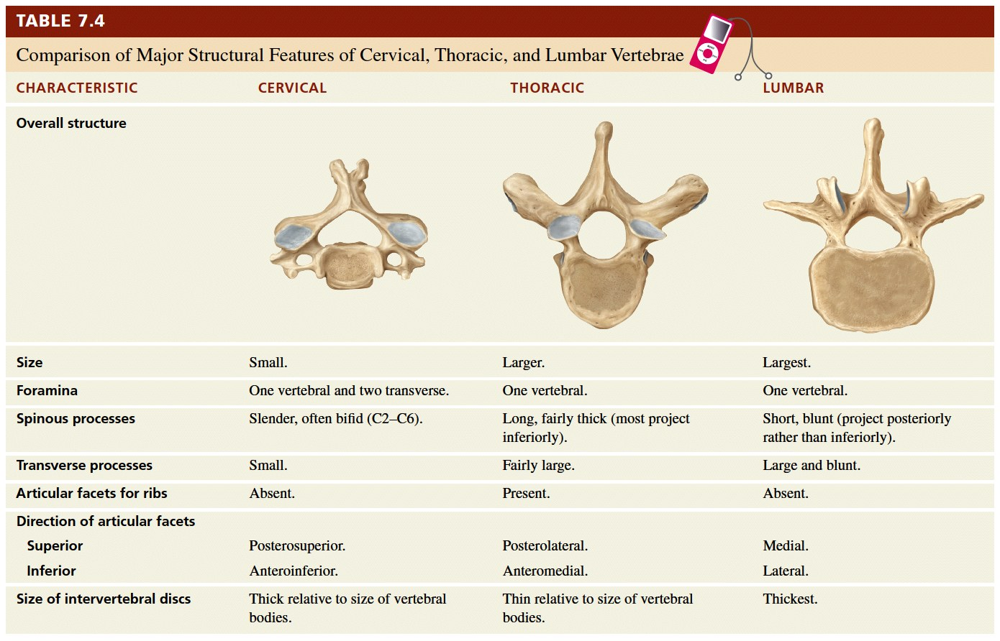 TABLE 7.4
Comparison of Major Structural Features of Cervical, Thoracic, and Lumbar Vertebrae
CHARACTERISTIC CERVICAL THORACIC LUMBAR
Overall structure
Size Small. Larger. Largest.
Foramina One vertebral and two transverse. One vertebral. One vertebral.
Spinous processes Slender, often bifid (C2–C6). Long, fairly thick (most project Short, blunt (project posteriorly
inferiorly). rather than inferiorly).
Transverse processes Small. Fairly large. Large and blunt.
Articular facets for ribs Absent. Present. Absent.
Direction of articular facets
Superior Posterosuperior. Posterolateral. Medial.
Inferior Anteroinferior. Anteromedial. Lateral.
Size of intervertebral discs Thick relative to size of vertebral Thin relative to size of vertebral Thickest.
bodies. bodies.